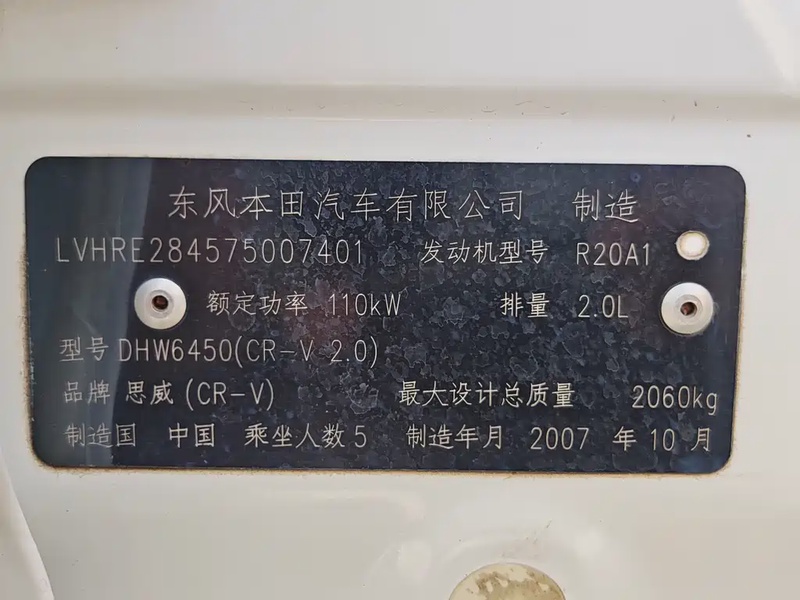 东风本田汽车有限公司 制造
LVHRE284575007401 发动机型号 R20A1
额定功率 110kW 排量 2.0L
型号 DHW6450(CR-V 2.0)
品牌 思威(CR-V) 最大设计总质量 2060kg
制造国 中国 乘坐人数5 制造年月 2007 年10 月